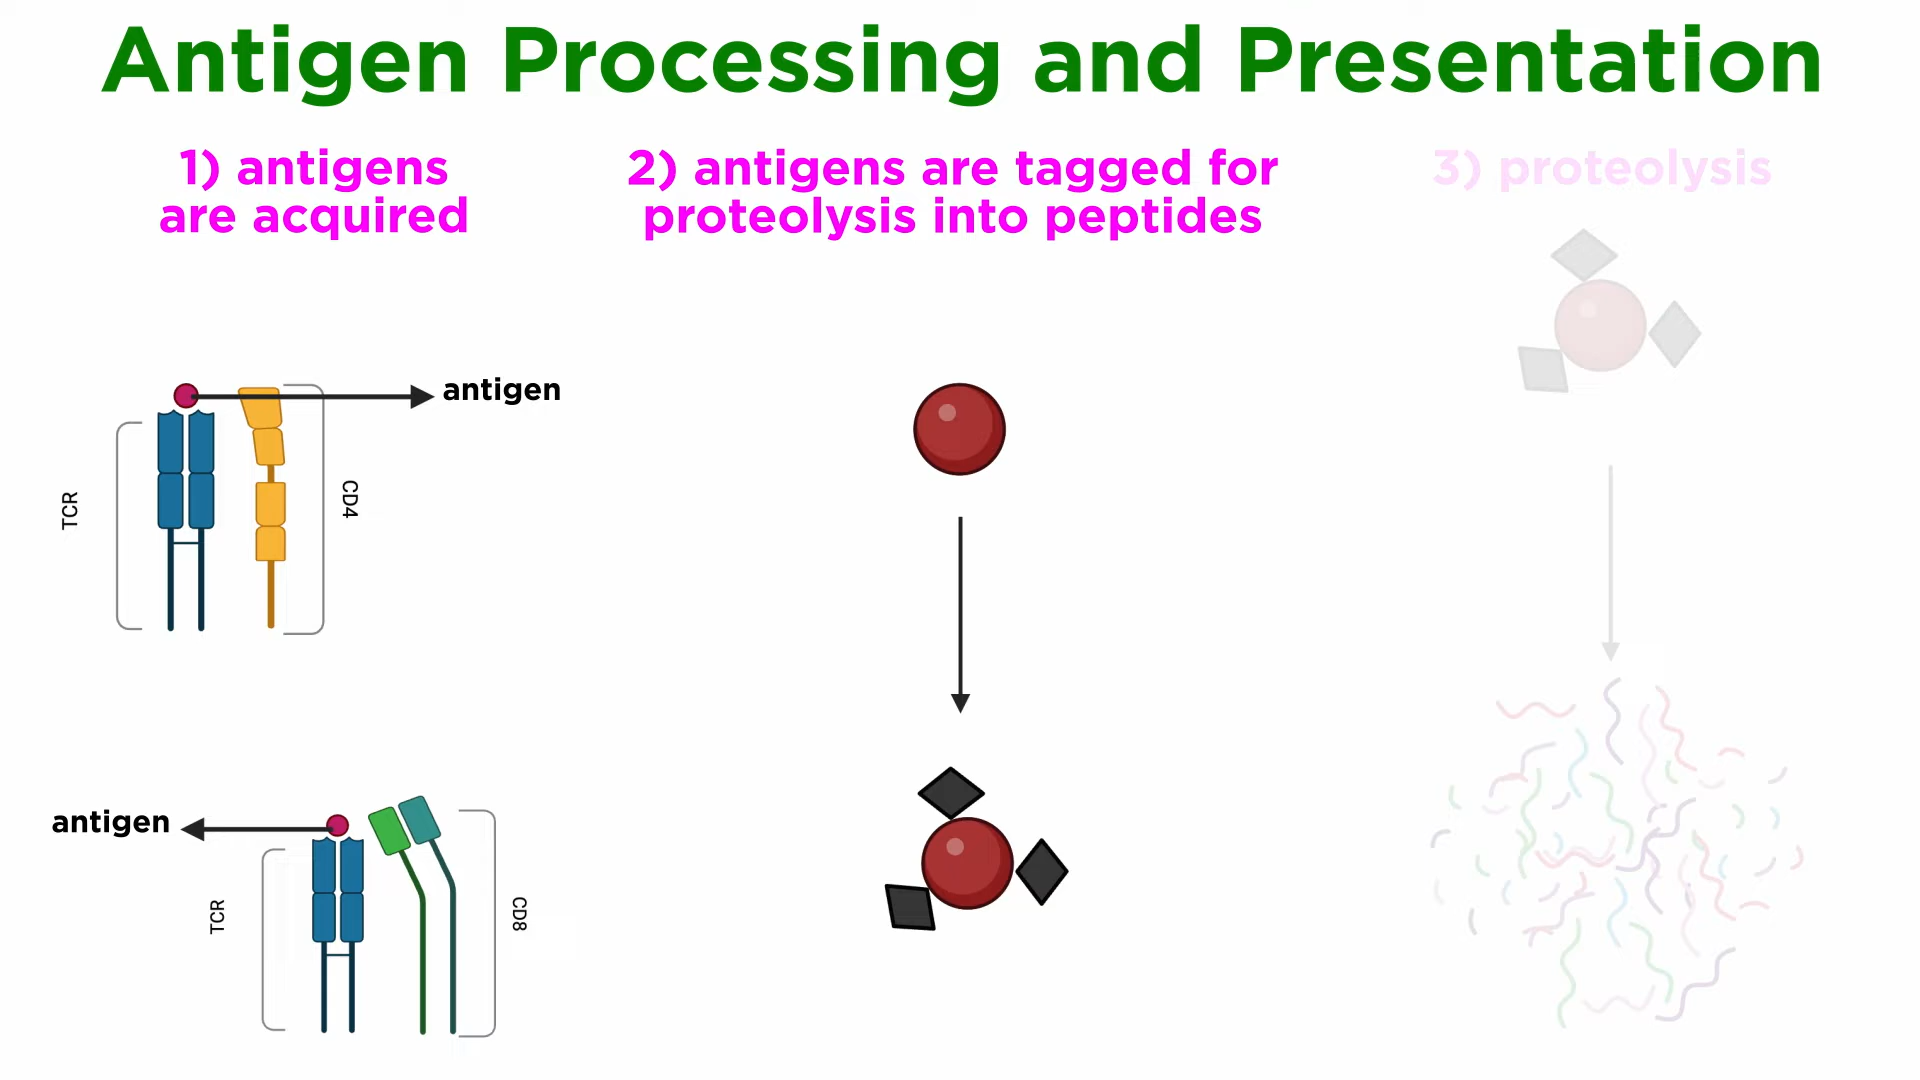 Antigen Processing and Presentation
1) antigens
are acquired
2) antigens are tagged for
proteolysis into peptides
3) proteolysis
antigen
TCR
CD4
antigen
TCR
CD8